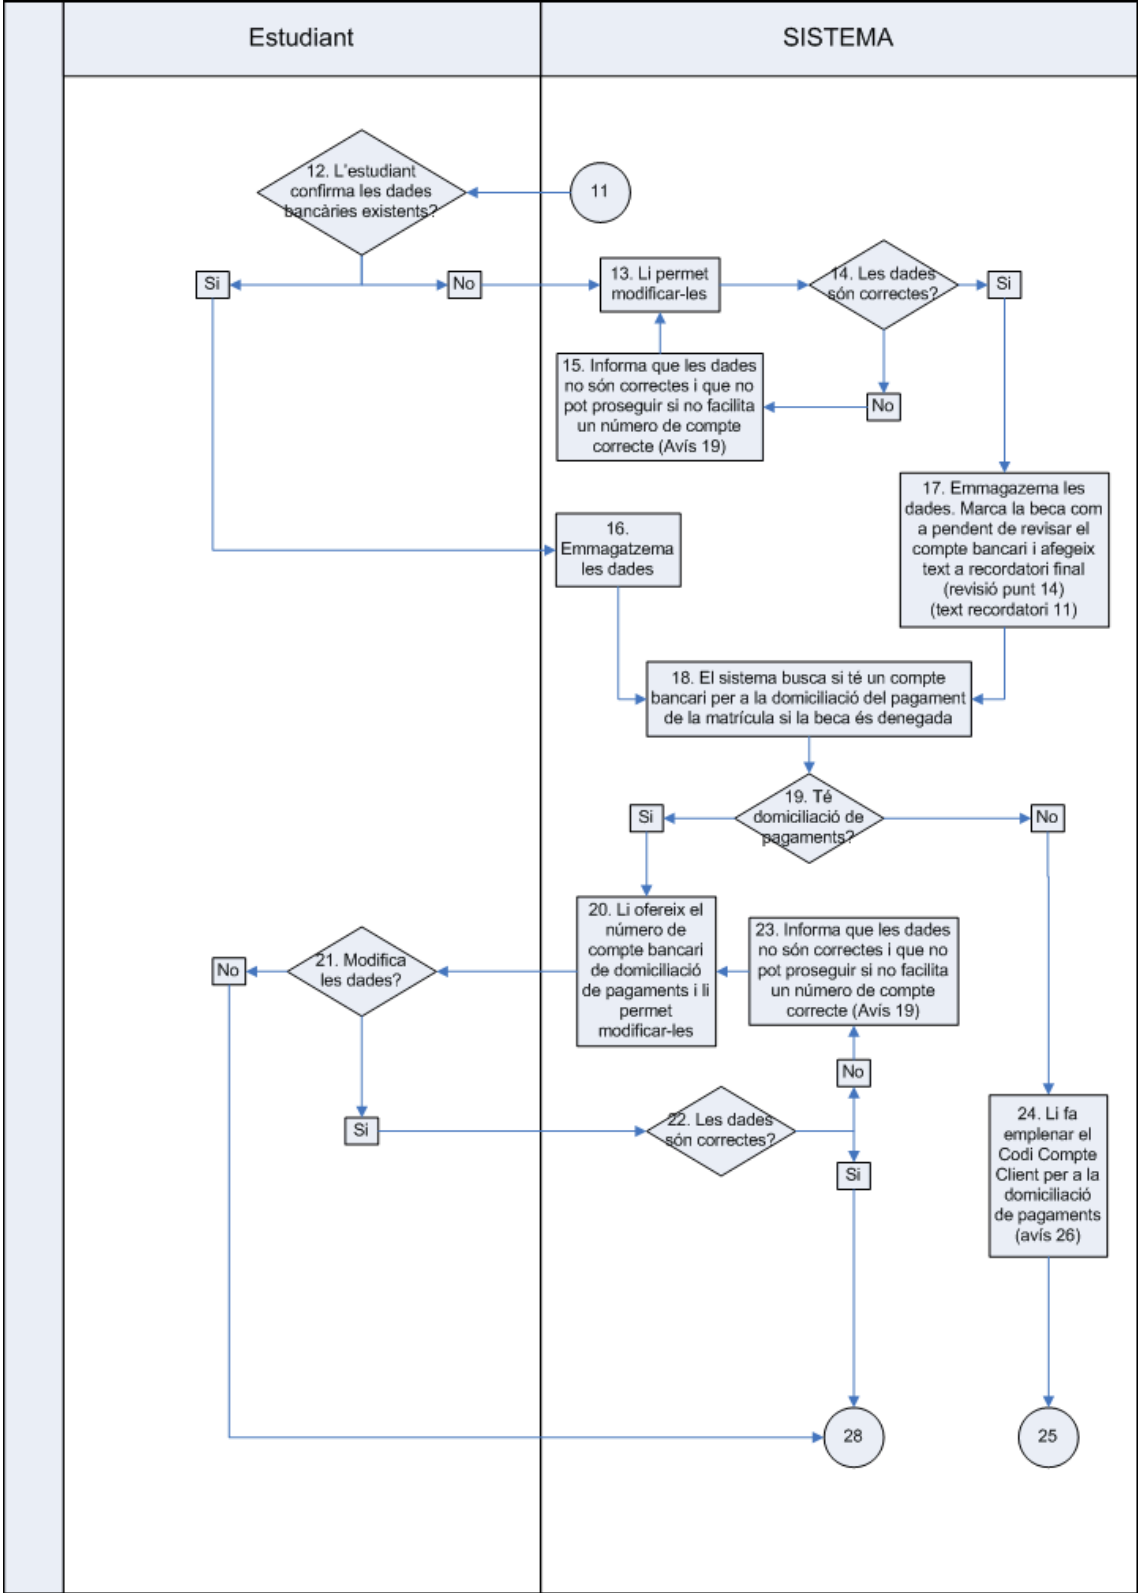 Estudiant
SISTEMA
12. L'estudiant
confirma les dades
bancàries existents?
11
Si
No
13. Li permet
modificar-les
14. Les dades
són correctes?
Si
15. Informa que les dades
no són correctes i que no
pot proseguir si no facilita
un número de compte
correcte (Avís 19)
No
16.
Emmagatzema
les dades
17. Emmagazema les
dades. Marca la beca com
a pendent de revisar el
compte bancari i afegeix
text a recordatori final
(revisió punt 14)
(text recordatori 11)
18. El sistema busca si té un compte
bancari per a la domiciliació del pagament
de la matrícula si la beca és denegada
19. Té
domiciliació de
pagaments?
Si
No
20. Li ofereix el
número de
compte bancari
de domiciliació
de pagaments i li
permet
modificar-les
23. Informa que les dades
no són correctes i que no
pot proseguir si no facilita
un número de compte
correcte (Avís 19)
21. Modifica
les dades?
No
No
Si
22. Les dades
són correctes?
Si
24. Li fa
emplenar el
Codi Compte
Client per a la
domiciliació
de pagaments
(avís 26)
28
25